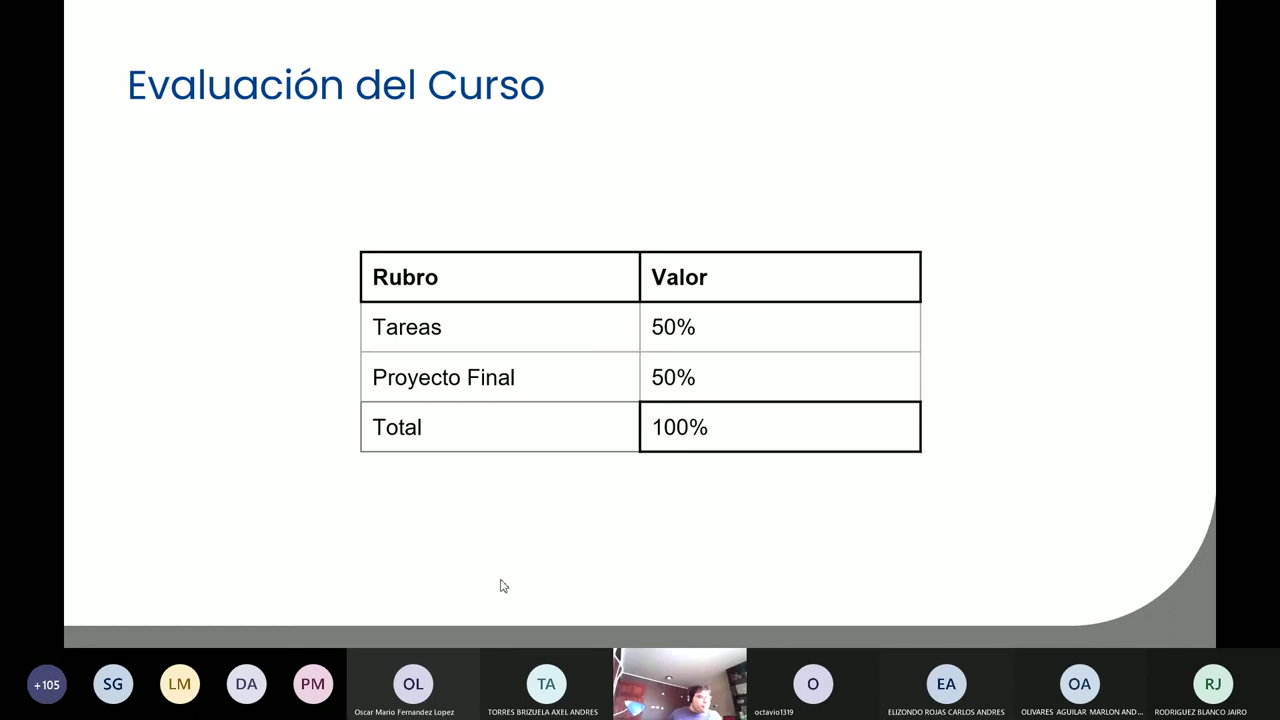 Evaluación del Curso
Rubro Valor
Tareas 50%
Proyecto Final 50%
Total 100%
+105 SG LM DA PM OL TA O EA OA RJ
Oscar Mario Fernandez Lopez TORRES BRIZUELA AXEL ANDRES octavio1319 ELIZONDO ROJAS CARLOS ANDRES OLIVARES AGUILAR MARLON AND... RODRIGUEZ BLANCO JAIRO